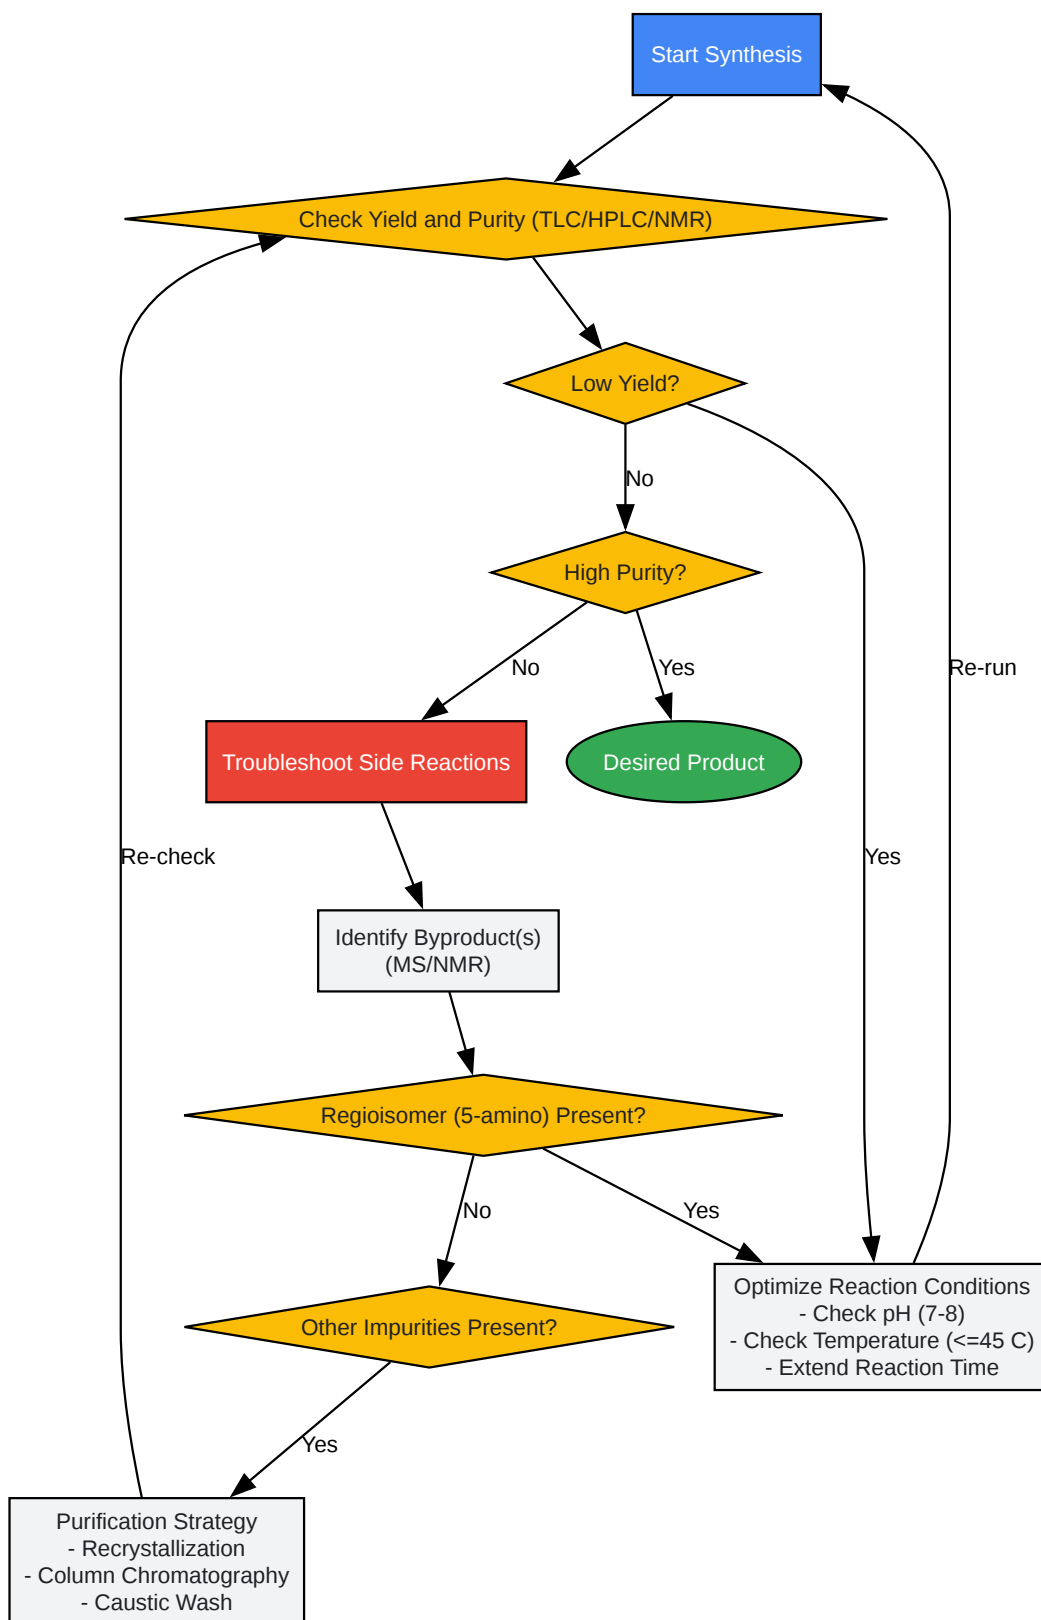 Start Synthesis
Check Yield and Purity (TLC/HPLC/NMR)
Low Yield?
No
High Purity?
No
Yes
Re-run
Troubleshoot Side Reactions
Desired Product
Re-check
Yes
Identify Byproduct(s)
(MS/NMR)
Regioisomer (5-amino) Present?
No
Yes
Optimize Reaction Conditions
- Check pH (7-8)
- Check Temperature (<=45 C)
- Extend Reaction Time
Other Impurities Present?
Yes
Purification Strategy
- Recrystallization
- Column Chromatography
- Caustic Wash